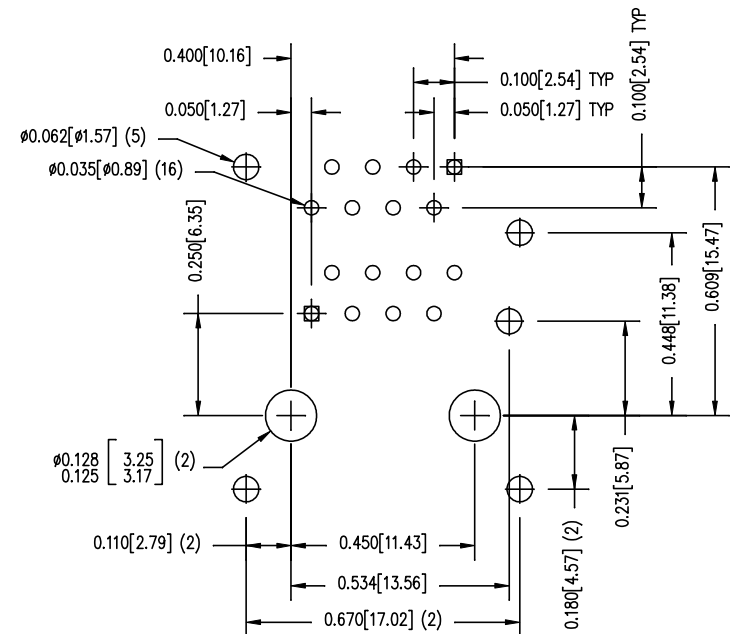 0.400[10.16]
0.100[2.54] TYP
0.100[2.54] TYP
0.050[1.27]
0.050[1.27] TYP
ø0.062[ø1.57] (5)
ø0.035[ø0.89] (16)
0.250[6.35]
0.609[15.47]
0.448[11.38]
ø0.128 [ 3.25 ] (2)
0.125 [ 3.17 ]
0.231[5.87]
0.180[4.57] (2)
0.110[2.79] (2)
0.450[11.43]
0.534[13.56]
0.670[17.02] (2)